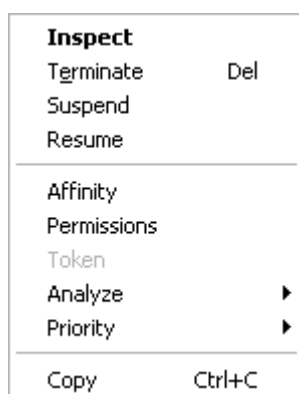 Inspect
Terminate Del
Suspend
Resume
Affinity
Permissions
Token
Analyze
Priority
Copy Ctrl+C